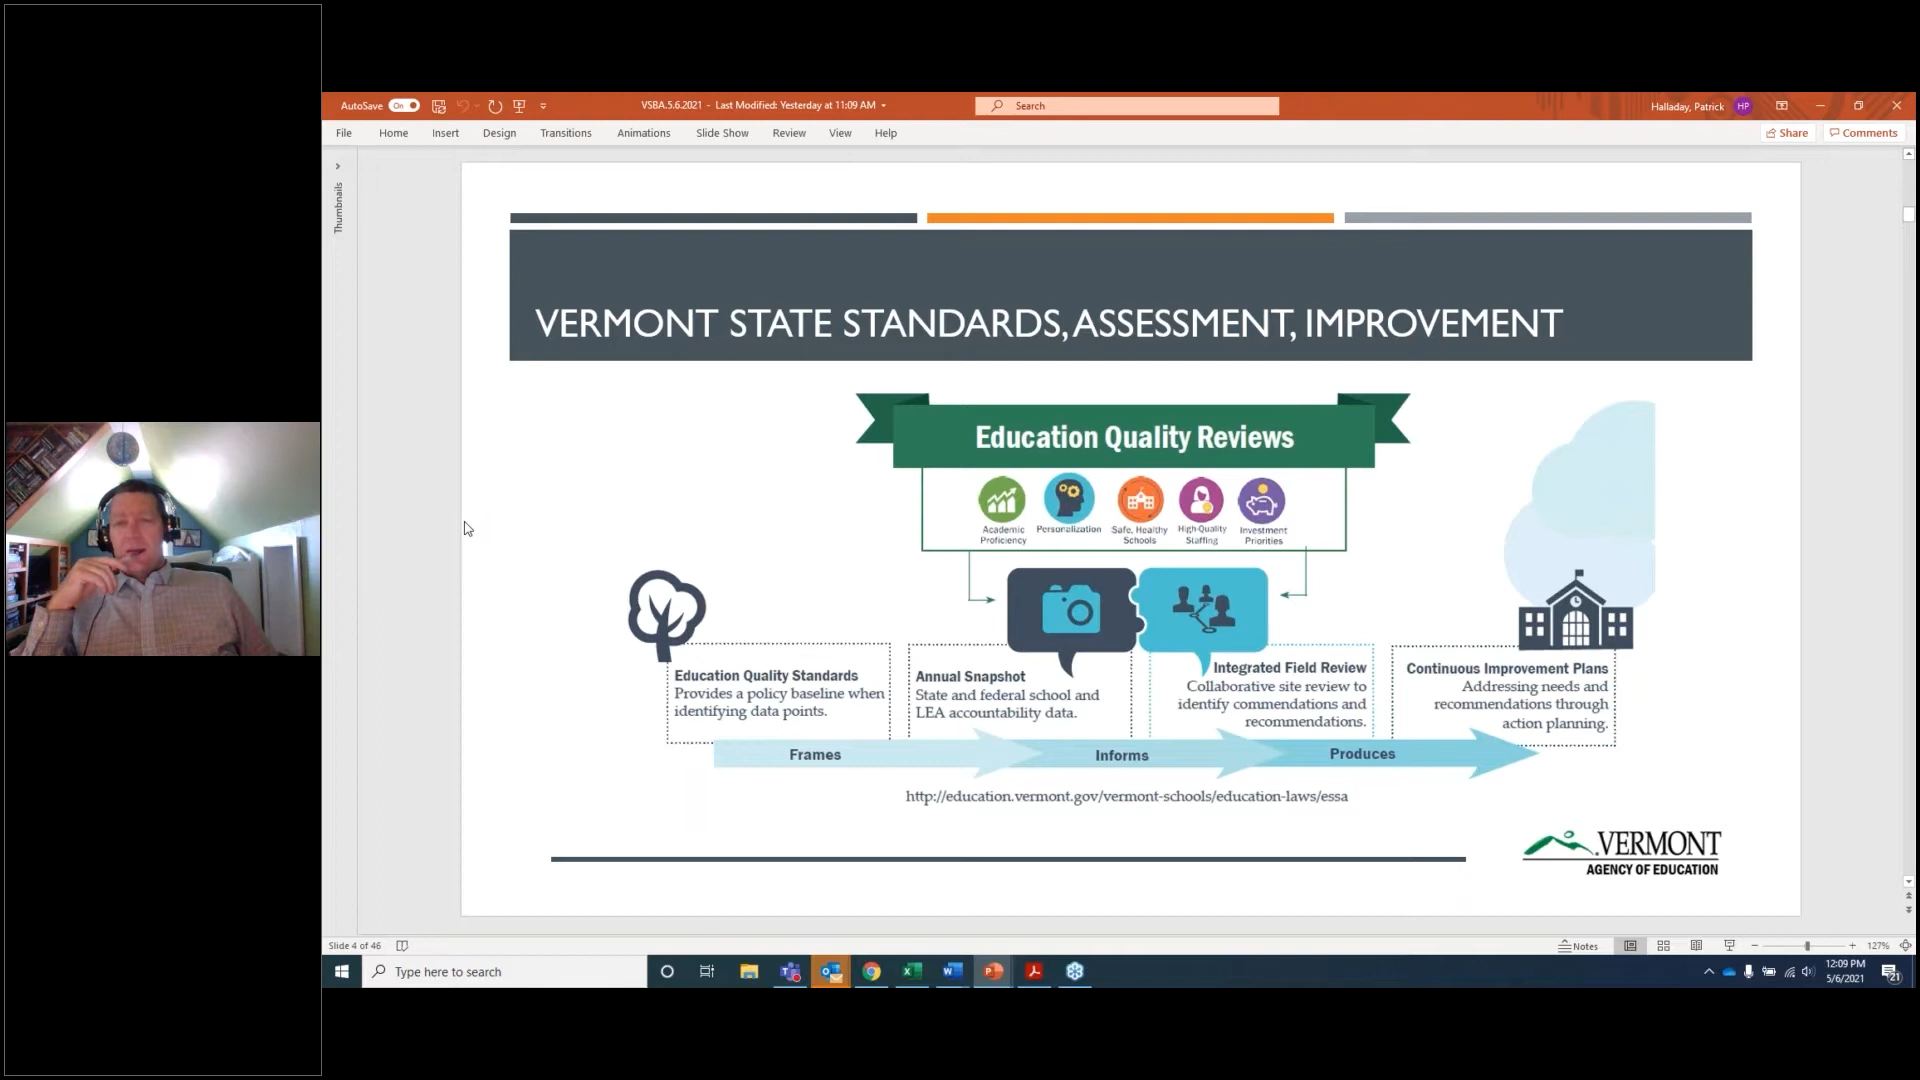 AutoSave On
VSBA.5.6.2021 - Last Modified: Yesterday at 11:09 AM
Search
Halladay, Patrick HP
File Home Insert Design Transitions Animations Slide Show Review View Help
Share Comments
Thumbnails
VERMONT STATE STANDARDS, ASSESSMENT, IMPROVEMENT
Education Quality Reviews
Academic
Proficiency
Personalization
Safe, Healthy
Schools
High-Quality
Staffing
Investment
Priorities
Education Quality Standards
Provides a policy baseline when
identifying data points.
Annual Snapshot
State and federal school and
LEA accountability data.
Integrated Field Review
Collaborative site review to
identify commendations and
recommendations.
Continuous Improvement Plans
Addressing needs and
recommendations through
action planning.
Frames
Informs
Produces
http://education.vermont.gov/vermont-schools/education-laws/essa
VERMONT
AGENCY OF EDUCATION
Slide 4 of 46
Notes
127%
Type here to search
12:09 PM
5/6/2021
21